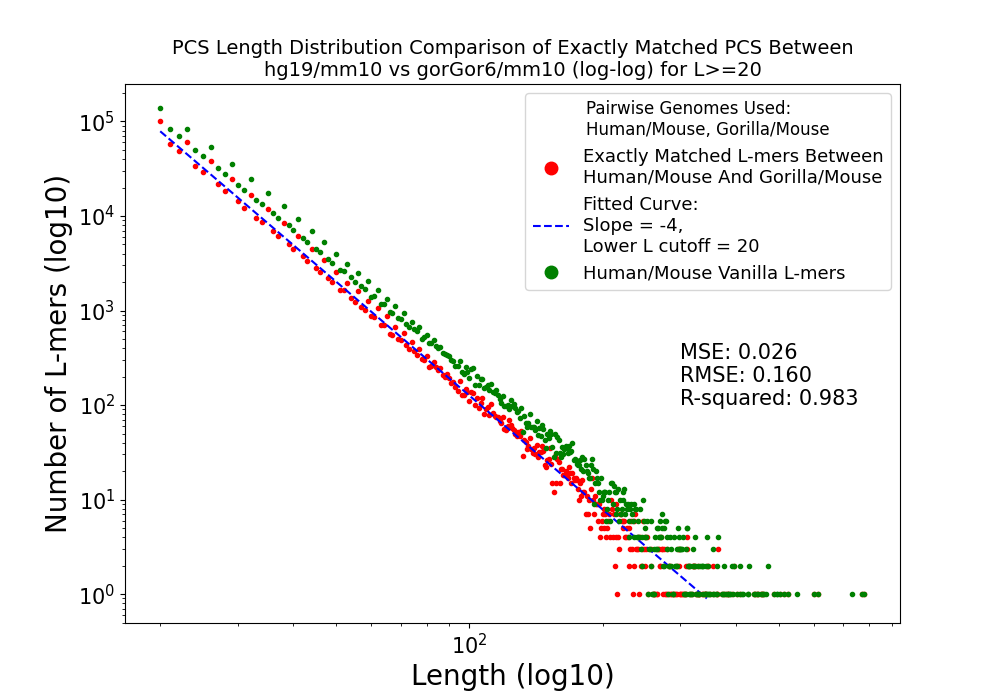 PCS Length Distribution Comparison of Exactly Matched PCS Between
hg19/mm10 vs gorGor6/mm10 (log-log) for L>=20
Number of L-mers (log10)
10^5
10^4
10^3
10^2
10^1
10^0
Pairwise Genomes Used:
Human/Mouse, Gorilla/Mouse
Exactly Matched L-mers Between
Human/Mouse And Gorilla/Mouse
Fitted Curve:
Slope = -4,
Lower L cutoff = 20
Human/Mouse Vanilla L-mers
MSE: 0.026
RMSE: 0.160
R-squared: 0.983
10^2
Length (log10)